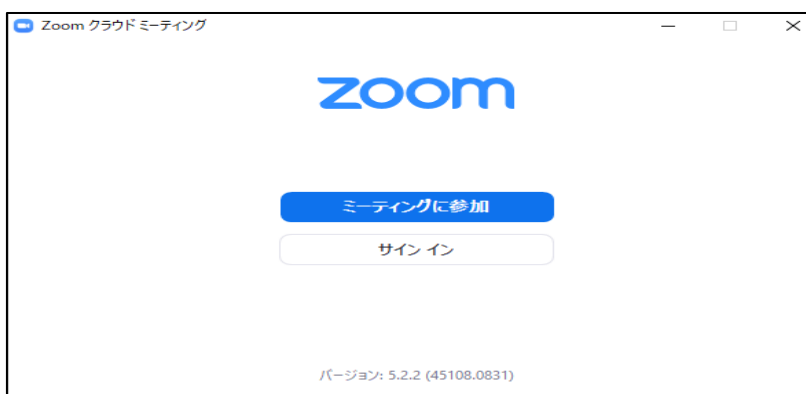 Zoom クラウド ミーティング
zoom
ミーティングに参加
サイン イン
バージョン: 5.2.2 (45108.0831)